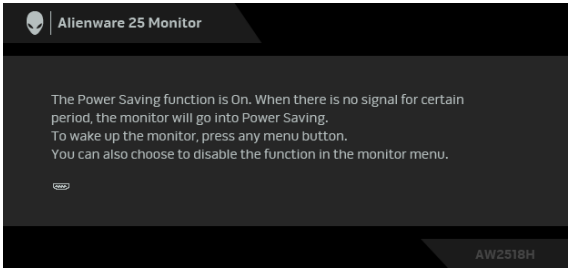 Alienware 25 Monitor
The Power Saving function is On. When there is no signal for certain
period, the monitor will go into Power Saving.
To wake up the monitor, press any menu button.
You can also choose to disable the function in the monitor menu.
AW2518H